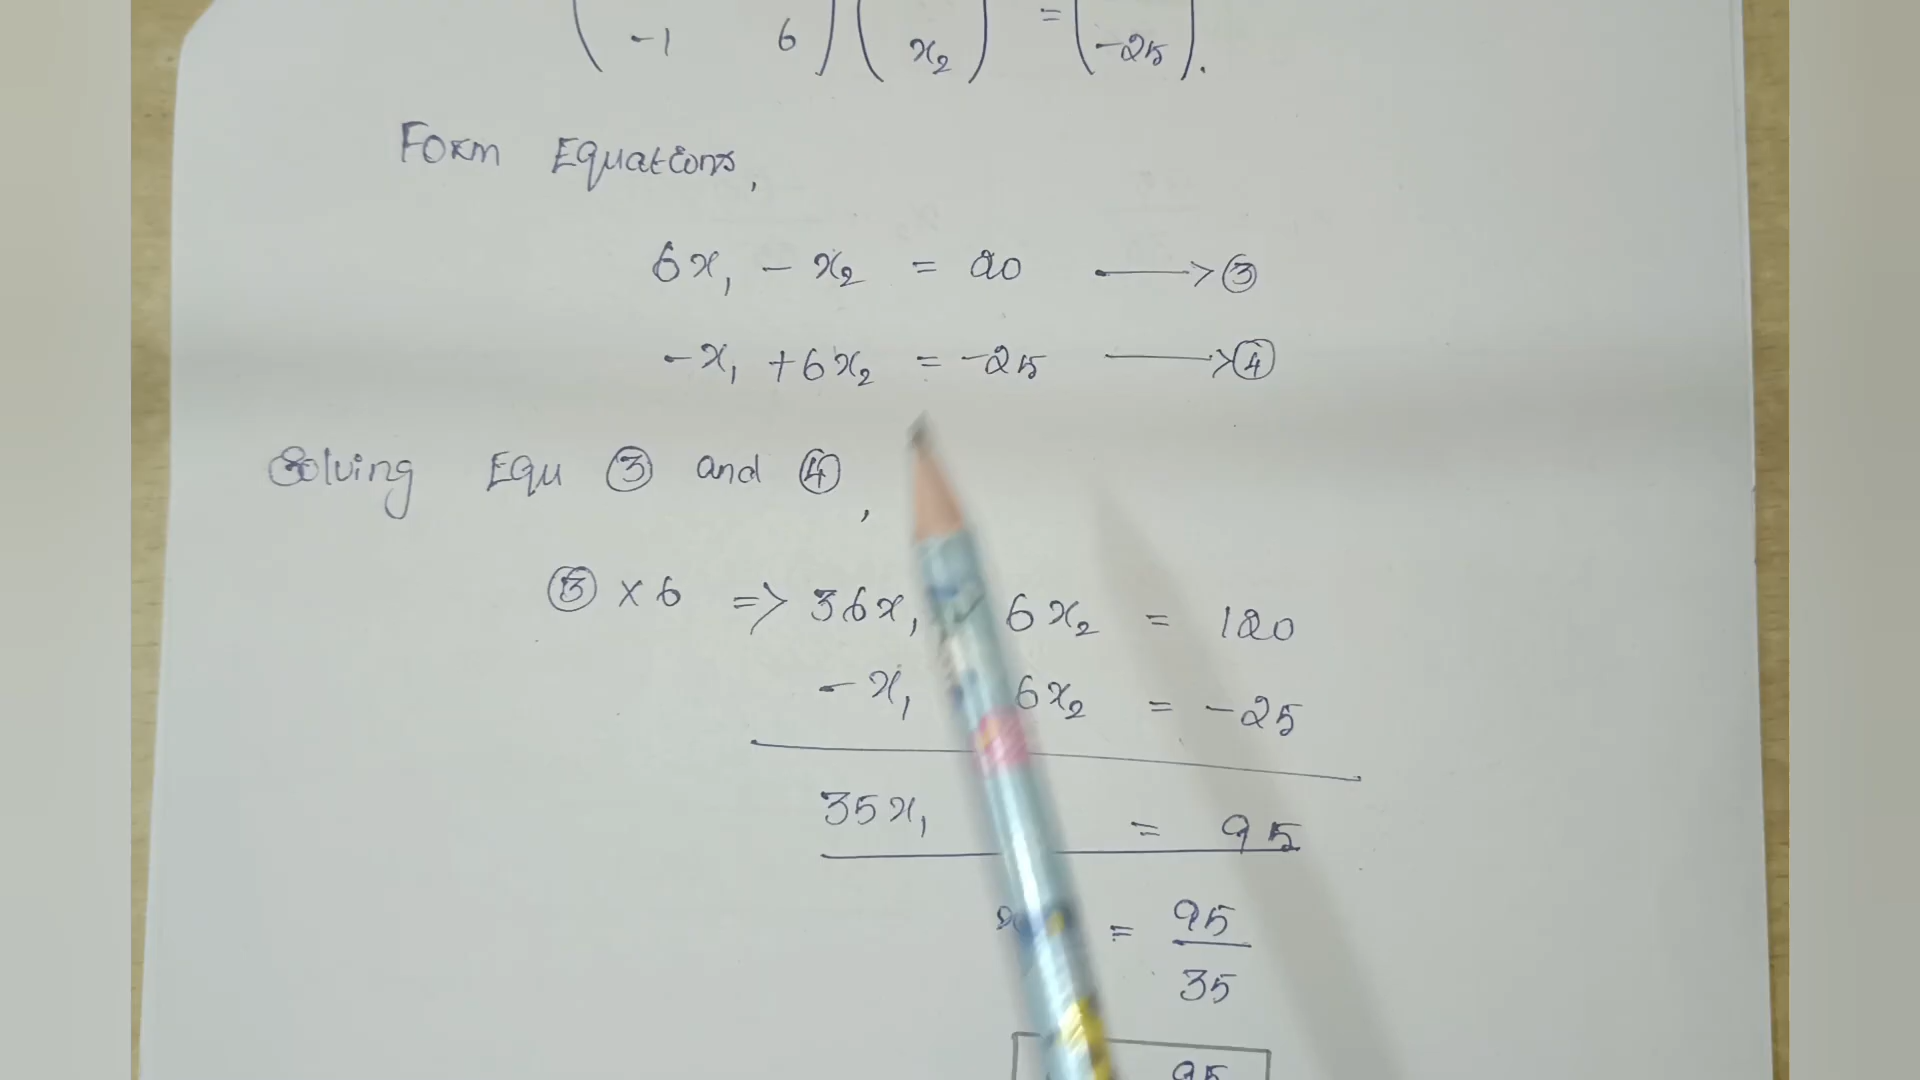 -1 6 x₂ = -25 .
Form Equations,
6x₁ - x₂ = 20 → ③
-x₁ + 6x₂ = -25 → ④
Solving Equ ③ and ④,
③ × 6 => 36x₁ 6x₂ = 120
-x₁ 6x₂ = -25
35x₁ = 95
x = 95
35
95